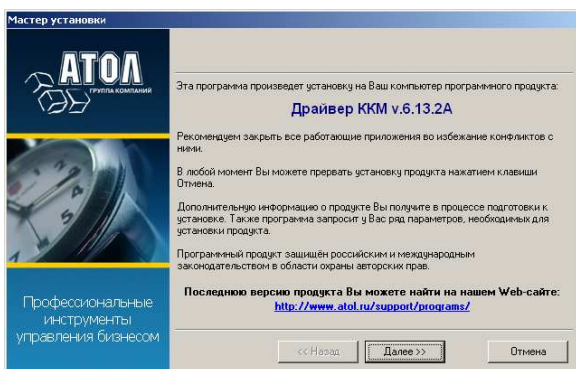 Мастер установки
АТОЛ
ГРУППА КОМПАНИЙ
Эта программа произведет установку на Ваш компьютер программного продукта:
Драйвер ККМ v.6.13.2A
Рекомендуем закрыть все работающие приложения во избежание конфликтов с
ними.
В любой момент Вы можете прервать установку продукта нажатием клавиши
Отмена.
Дополнительную информацию о продукте Вы получите в процессе подготовки к
установке. Также программа запросит у Вас ряд параметров, необходимых для
установки продукта.
Программный продукт защищён российским и международным
законодательством в области охраны авторских прав.
Последнюю версию продукта Вы можете найти на нашем Web-сайте:
http://www.atol.ru/support/programs/
Профессиональные
инструменты
управления бизнесом
<< Назад
Далее >>
Отмена